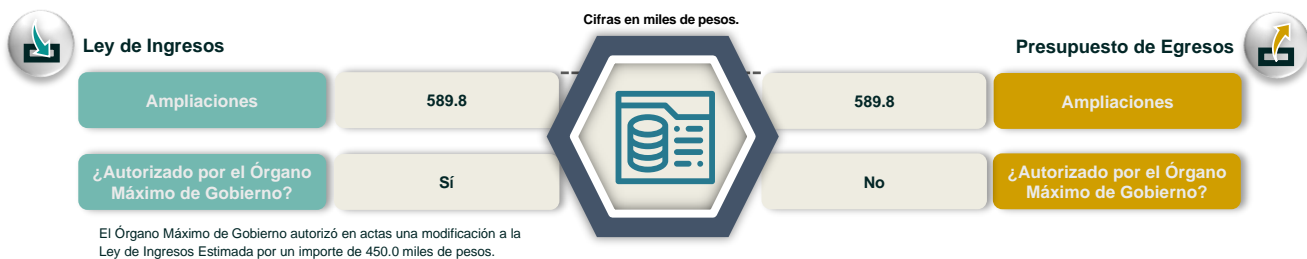 Cifras en miles de pesos.
Ley de Ingresos
Presupuesto de Egresos
Ampliaciones
589.8
589.8
Ampliaciones
¿Autorizado por el Órgano
Máximo de Gobierno?
Sí
No
¿Autorizado por el Órgano
Máximo de Gobierno?
El Órgano Máximo de Gobierno autorizó en actas una modificación a la
Ley de Ingresos Estimada por un importe de 450.0 miles de pesos.